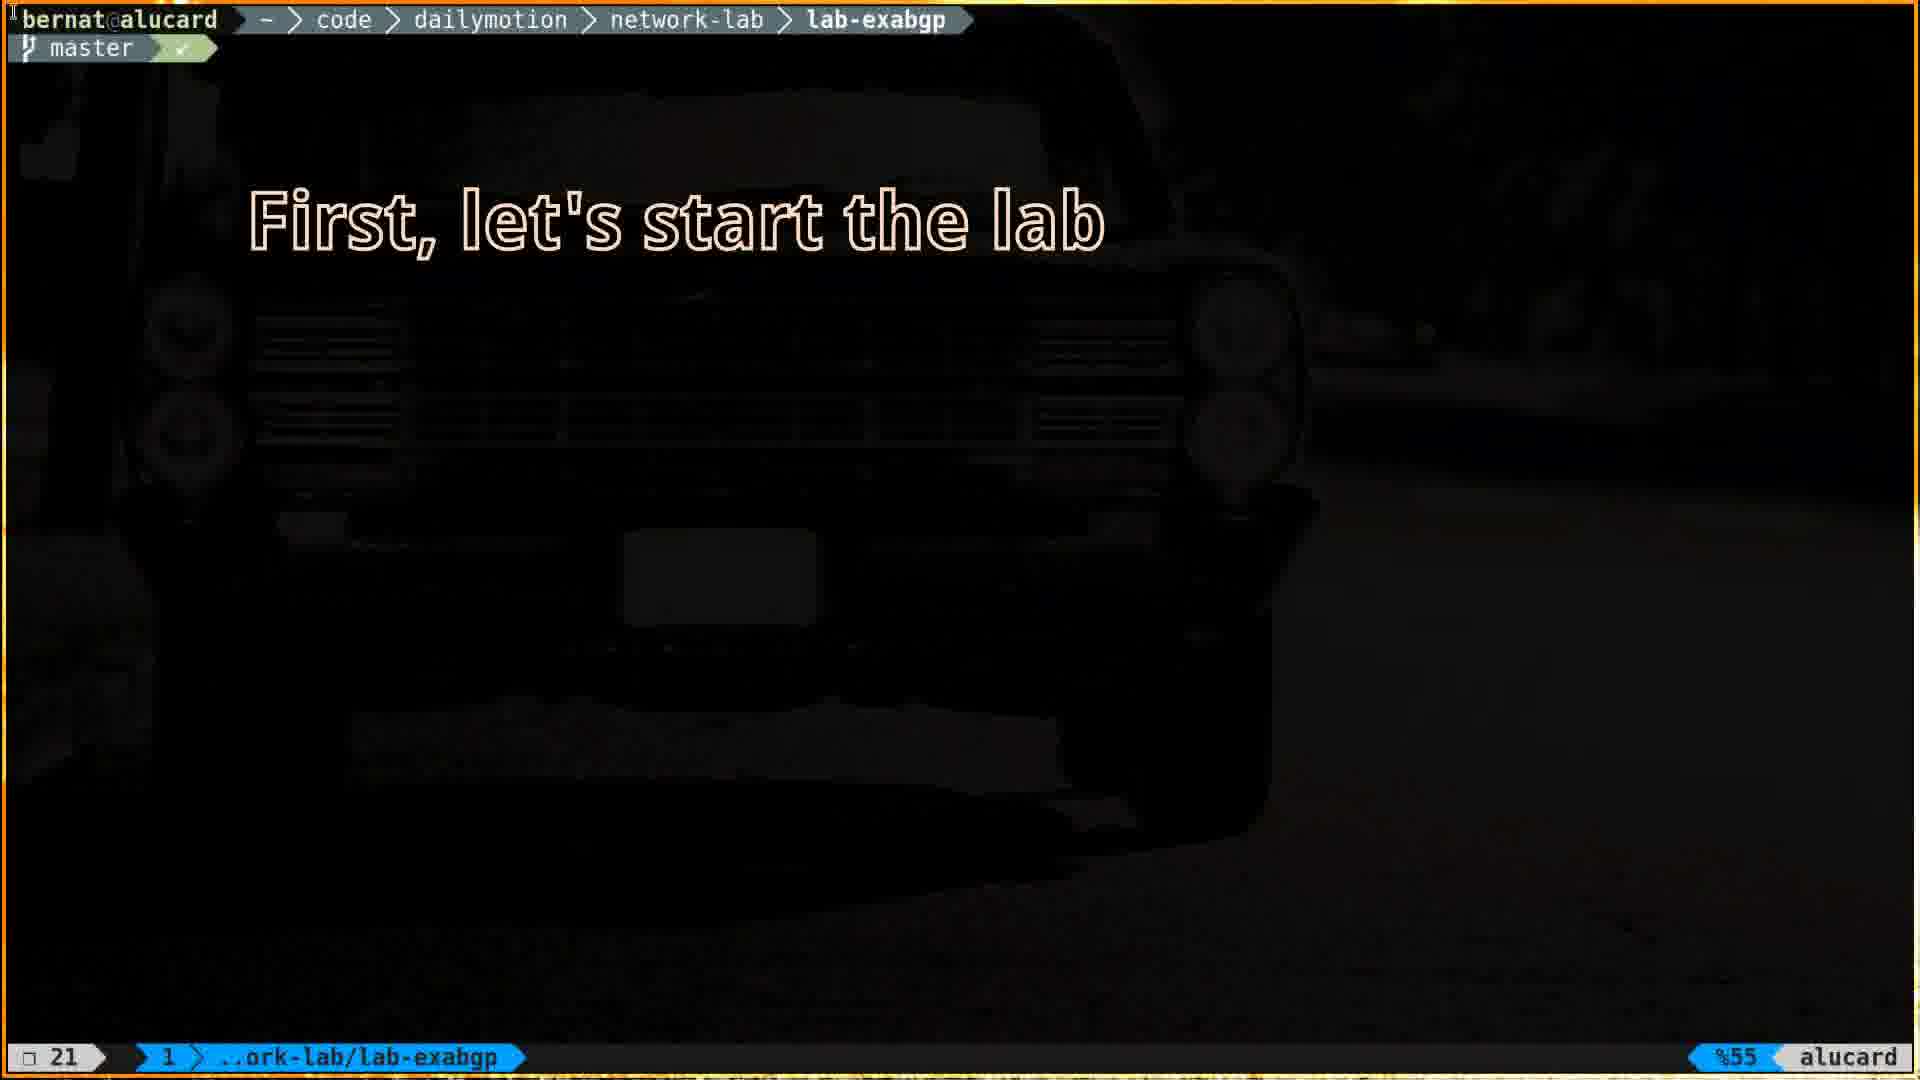 bernat@alucard ~ code dailymotion network-lab lab-exabgp
master ✓
First, let's start the lab
21 1 ..ork-lab/lab-exabgp %55 alucard